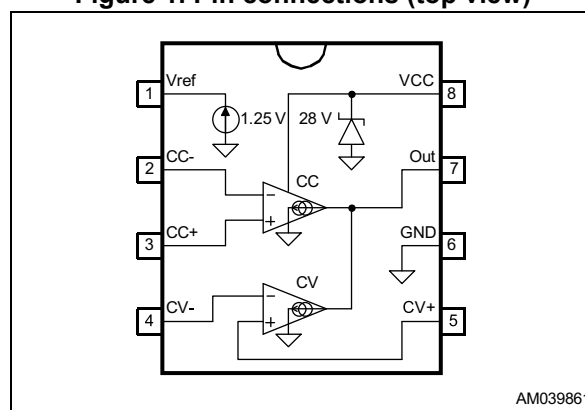 Figure 1. Pin connections (top view)
Vref
VCC
1
8
1.25 V
28 V
CC-
Out
2
CC
7
CC+
GND
3
6
CV
CV-
CV+
4
5
AM039861